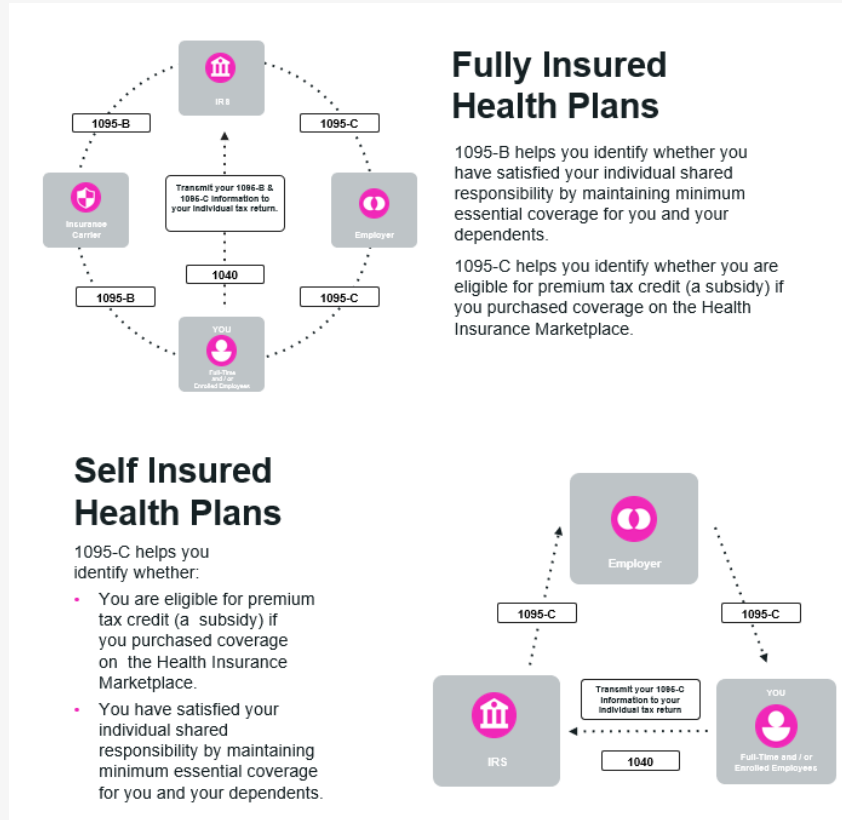 IRS
1095-B
1095-C
Transmit your 1095-B &
1095-C Information to
your Individual tax return.
Insurance
Carrier
Employer
1040
1095-B
1095-C
YOU
Full-Time
and / or
Enrolled Employees
Fully Insured
Health Plans
1095-B helps you identify whether you
have satisfied your individual shared
responsibility by maintaining minimum
essential coverage for you and your
dependents.
1095-C helps you identify whether you are
eligible for premium tax credit (a subsidy) if
you purchased coverage on the Health
Insurance Marketplace.
Self Insured
Health Plans
1095-C helps you
identify whether:
• You are eligible for premium
tax credit (a subsidy) if
you purchased coverage
on the Health Insurance
Marketplace.
• You have satisfied your
individual shared
responsibility by maintaining
minimum essential coverage
for you and your dependents.
Employer
1095-C
1095-C
Transmit your 1095-C
Information to your
Individual tax return
IRS
1040
YOU
Full-Time and / or
Enrolled Employees